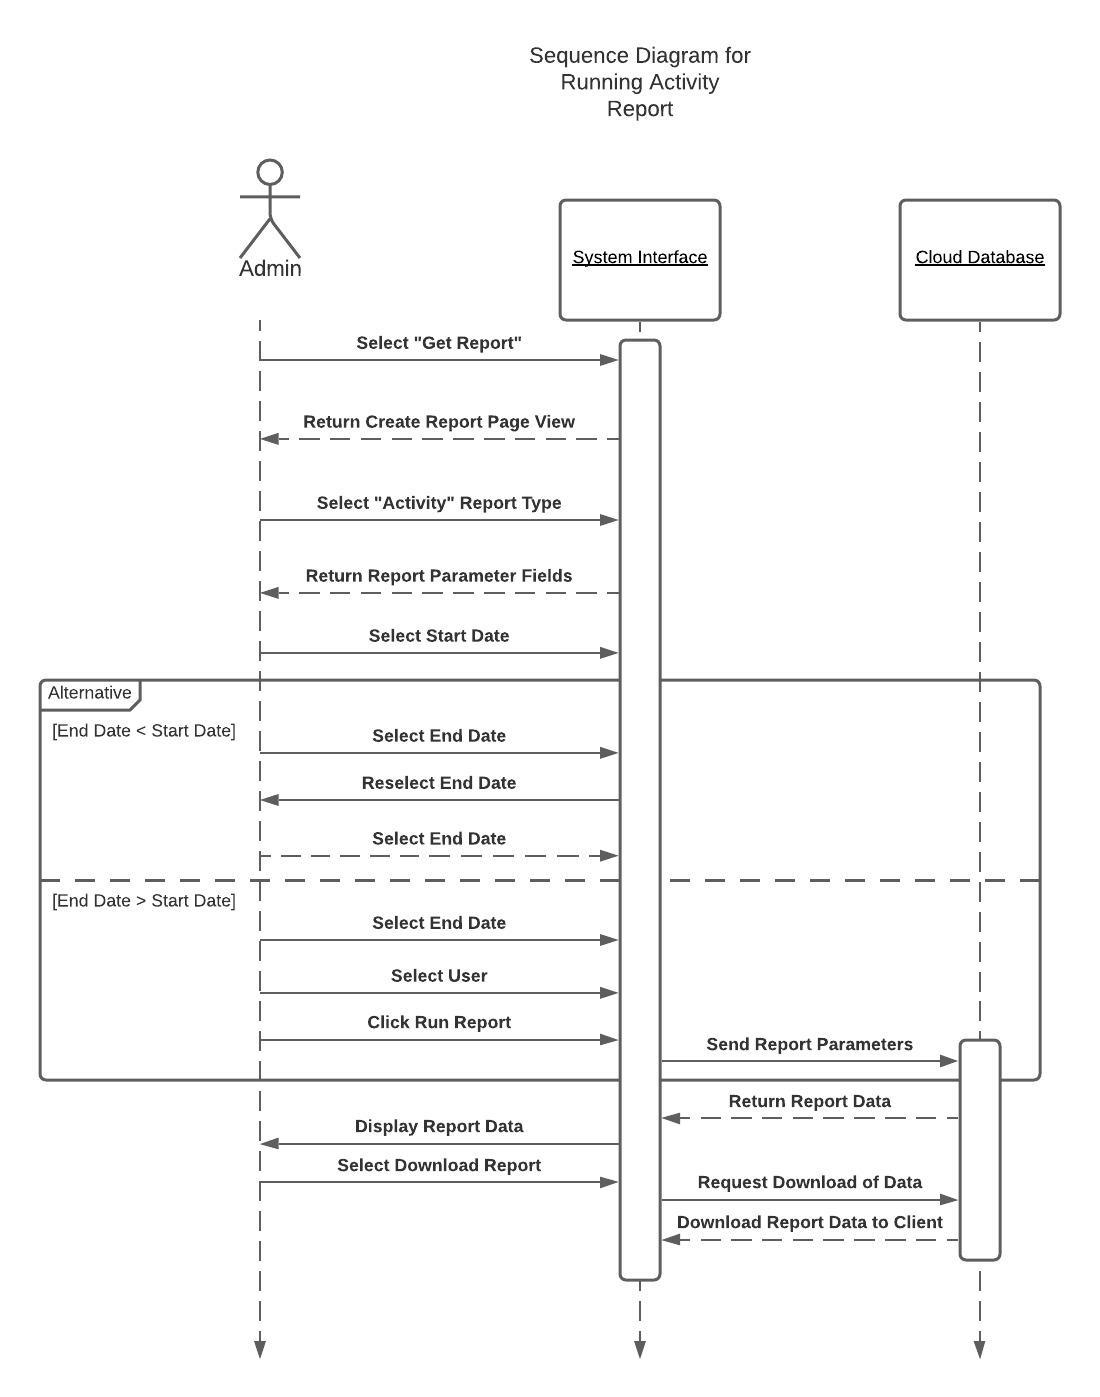 Sequence Diagram for
Running Activity
Report
Admin
System Interface
Cloud Database
Select "Get Report"
Return Create Report Page View
Select "Activity" Report Type
Return Report Parameter Fields
Select Start Date
Alternative
[End Date < Start Date]
Select End Date
Reselect End Date
Select End Date
[End Date > Start Date]
Select End Date
Select User
Click Run Report
Send Report Parameters
Return Report Data
Display Report Data
Select Download Report
Request Download of Data
Download Report Data to Client